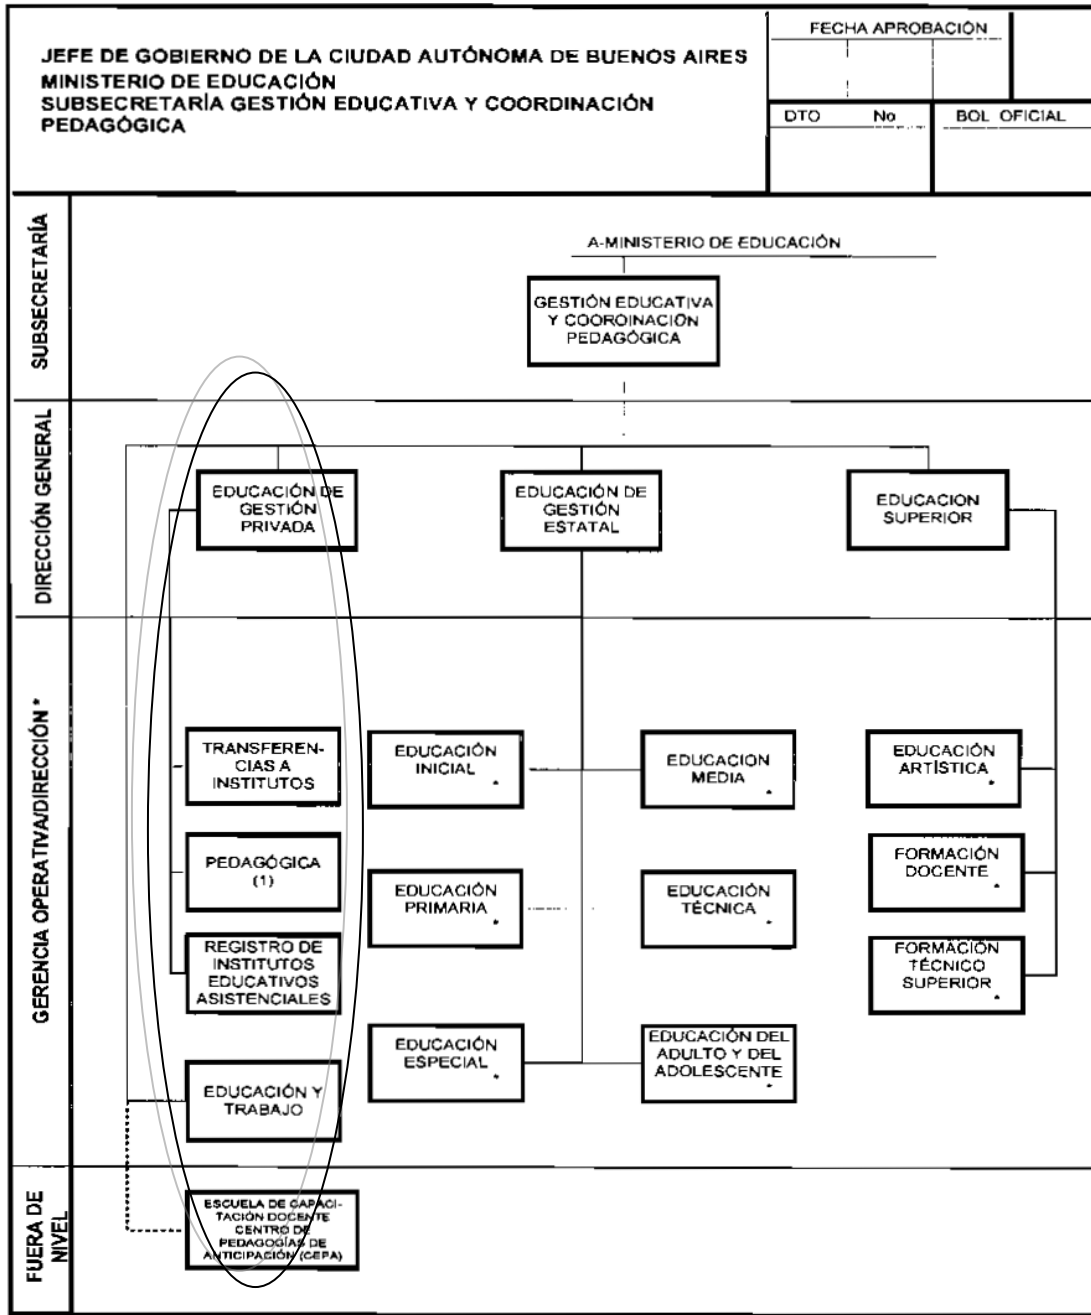 JEFE DE GOBIERNO DE LA CIUDAD AUTÓNOMA DE BUENOS AIRES
MINISTERIO DE EDUCACIÓN
SUBSECRETARÍA GESTIÓN EDUCATIVA Y COORDINACIÓN
PEDAGÓGICA
FECHA APROBACIÓN
DTO No
BOL OFICIAL
SUBSECRETARÍA
A-MINISTERIO DE EDUCACIÓN
GESTIÓN EDUCATIVA
Y COOROINACIÓN
PEDAGÓGICA
DIRECCIÓN GENERAL
EDUCACIÓN DE
GESTIÓN
PRIVADA
EDUCACIÓN DE
GESTIÓN
ESTATAL
EDUCACION
SUPERIOR
GERENCIA OPERATIVA/DIRECCIÓN *
TRANSFEREN-
CIAS A
INSTITUTOS
PEDAGÓGICA
(1)
REGISTRO DE
INSTITUTOS
EDUCATIVOS
ASISTENCIALES
EDUCACIÓN Y
TRABAJO
EDUCACIÓN
INICIAL
*
EDUCACIÓN
PRIMARIA
*
EDUCACIÓN
ESPECIAL
*
EDUCACION
MEDIA
*
EDUCACIÓN
TÉCNICA
*
EDUCACIÓN DEL
ADULTO Y DEL
ADOLESCENTE
*
EDUCACIÓN
ARTÍSTICA
*
FORMACIÓN
DOCENTE
*
FORMACIÓN
TÉCNICO
SUPERIOR
*
FUERA DE
NIVEL
ESCUELA DE CAPACI-
TACIÓN DOCENTE
CENTRO DE
PEDAGOGÍAS DE
ANTICIPACIÓN (CEPA)